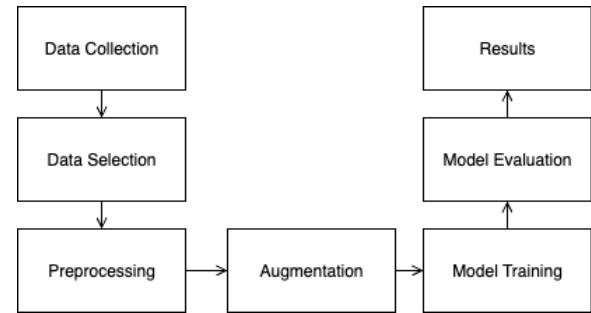 Data Collection
Data Selection
Preprocessing
Augmentation
Model Training
Model Evaluation
Results